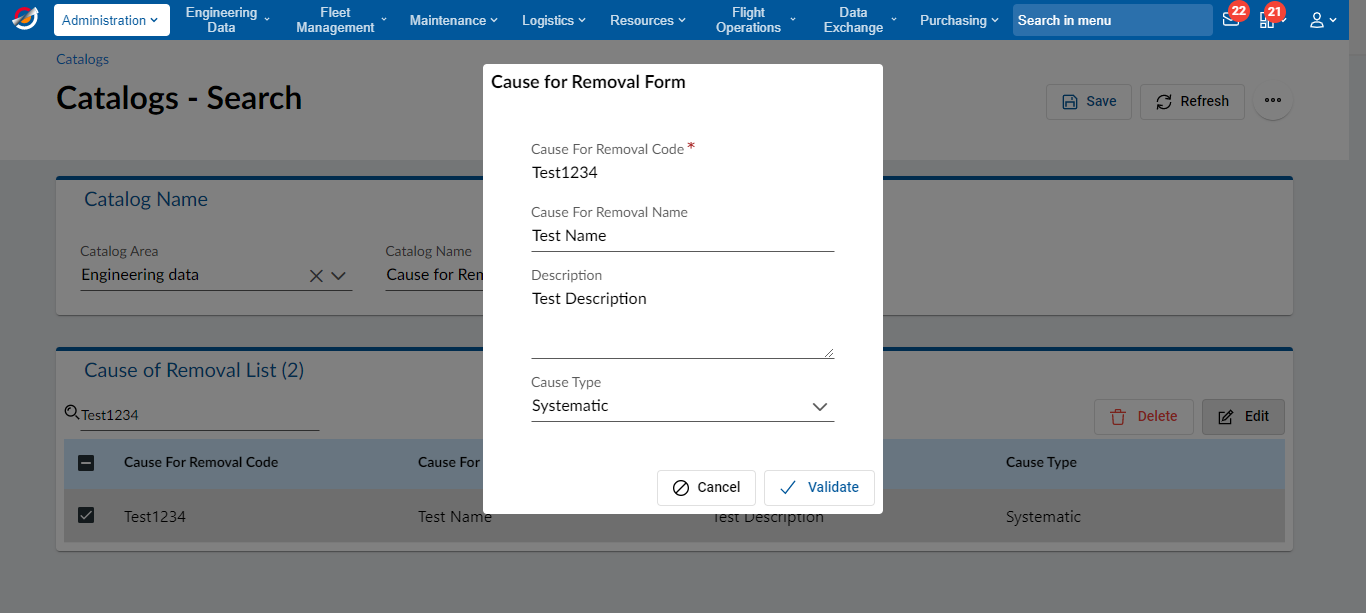 Administration
Engineering Data
Fleet Management
Maintenance
Logistics
Resources
Flight Operations
Data Exchange
Purchasing
Search in menu
22
21
Catalogs
Catalogs - Search
Save
Refresh
Catalog Name
Catalog Area
Catalog Name
Engineering data
Cause for Rem
Cause of Removal List (2)
Test1234
Delete
Edit
Cause For Removal Code
Cause For
Cause Type
Test1234
Test Name
Test Description
Systematic
Cause for Removal Form
Cause For Removal Code *
Test1234
Cause For Removal Name
Test Name
Description
Test Description
Cause Type
Systematic
Cancel
Validate